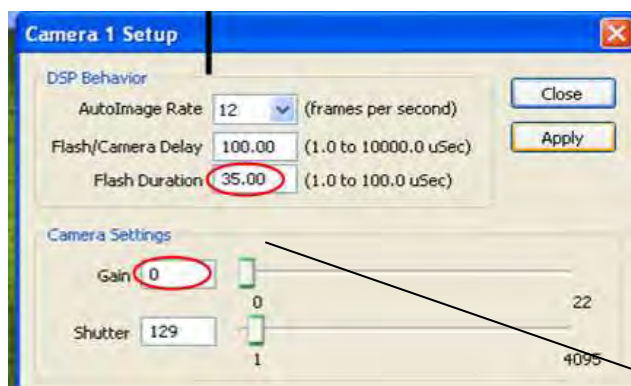 Camera 1 Setup
DSP Behavior
AutoImage Rate 12 (frames per second)
Close
Flash/Camera Delay 100.00 (1.0 to 10000.0 uSec)
Apply
Flash Duration 35.00 (1.0 to 100.0 uSec)
Camera Settings
Gain 0
0 22
Shutter 129
1 4095